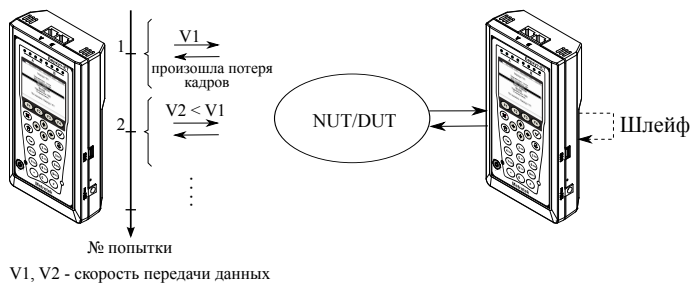 1
V1
произошла потеря
кадров
2
V2 < V1
NUT/DUT
Шлейф
№ попытки
V1, V2 - скорость передачи данных